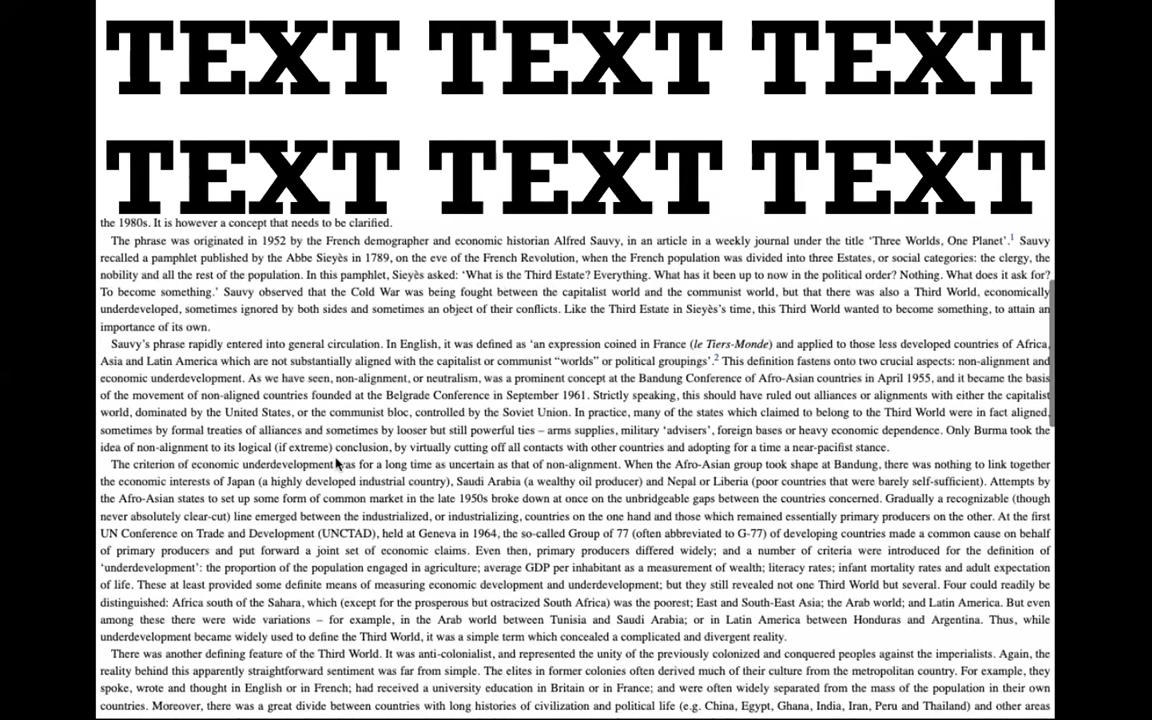 TEXT TEXT TEXT
TEXT TEXT TEXT
the 1980s. It is however a concept that needs to be clarified.
The phrase was originated in 1952 by the French demographer and economic historian Alfred Sauvy, in an article in a weekly journal under the title ‘Three Worlds, One Planet’.1 Sauvy
recalled a pamphlet published by the Abbe Sieyès in 1789, on the eve of the French Revolution, when the French population was divided into three Estates, or social categories: the clergy, the
nobility and all the rest of the population. In this pamphlet, Sieyès asked: ‘What is the Third Estate? Everything. What has it been up to now in the political order? Nothing. What does it ask for?
To become something.’ Sauvy observed that the Cold War was being fought between the capitalist world and the communist world, but that there was also a Third World, economically
underdeveloped, sometimes ignored by both sides and sometimes an object of their conflicts. Like the Third Estate in Sieyès’s time, this Third World wanted to become something, to attain an
importance of its own.
Sauvy’s phrase rapidly entered into general circulation. In English, it was defined as ‘an expression coined in France (le Tiers-Monde) and applied to those less developed countries of Africa,
Asia and Latin America which are not substantially aligned with the capitalist or communist “worlds” or political groupings’.2 This definition fastens onto two crucial aspects: non-alignment and
economic underdevelopment. As we have seen, non-alignment, or neutralism, was a prominent concept at the Bandung Conference of Afro-Asian countries in April 1955, and it became the basis
of the movement of non-aligned countries founded at the Belgrade Conference in September 1961. Strictly speaking, this should have ruled out alliances or alignments with either the capitalist
world, dominated by the United States, or the communist bloc, controlled by the Soviet Union. In practice, many of the states which claimed to belong to the Third World were in fact aligned,
sometimes by formal treaties of alliances and sometimes by looser but still powerful ties – arms supplies, military ‘advisers’, foreign bases or heavy economic dependence. Only Burma took the
idea of non-alignment to its logical (if extreme) conclusion, by virtually cutting off all contacts with other countries and adopting for a time a near-pacifist stance.
The criterion of economic underdevelopment was for a long time as uncertain as that of non-alignment. When the Afro-Asian group took shape at Bandung, there was nothing to link together
the economic interests of Japan (a highly developed industrial country), Saudi Arabia (a wealthy oil producer) and Nepal or Liberia (poor countries that were barely self-sufficient). Attempts by
the Afro-Asian states to set up some form of common market in the late 1950s broke down at once on the unbridgeable gaps between the countries concerned. Gradually a recognizable (though
never absolutely clear-cut) line emerged between the industrialized, or industrializing, countries on the one hand and those which remained essentially primary producers on the other. At the first
UN Conference on Trade and Development (UNCTAD), held at Geneva in 1964, the so-called Group of 77 (often abbreviated to G-77) of developing countries made a common cause on behalf
of primary producers and put forward a joint set of economic claims. Even then, primary producers differed widely; and a number of criteria were introduced for the definition of
‘underdevelopment’: the proportion of the population engaged in agriculture; average GDP per inhabitant as a measurement of wealth; literacy rates; infant mortality rates and adult expectation
of life. These at least provided some definite means of measuring economic development and underdevelopment; but they still revealed not one Third World but several. Four could readily be
distinguished: Africa south of the Sahara, which (except for the prosperous but ostracized South Africa) was the poorest; East and South-East Asia; the Arab world; and Latin America. But even
among these there were wide variations – for example, in the Arab world between Tunisia and Saudi Arabia; or in Latin America between Honduras and Argentina. Thus, while
underdevelopment became widely used to define the Third World, it was a simple term which concealed a complicated and divergent reality.
There was another defining feature of the Third World. It was anti-colonialist, and represented the unity of the previously colonized and conquered peoples against the imperialists. Again, the
reality behind this apparently straightforward sentiment was far from simple. The elites in former colonies often derived much of their culture from the metropolitan country. For example, they
spoke, wrote and thought in English or in French; had received a university education in Britain or in France; and were often widely separated from the mass of the population in their own
countries. Moreover, there was a great divide between countries with long histories of civilization and political life (e.g. China, Egypt, Ghana, India, Iran, Peru and Thailand) and other areas